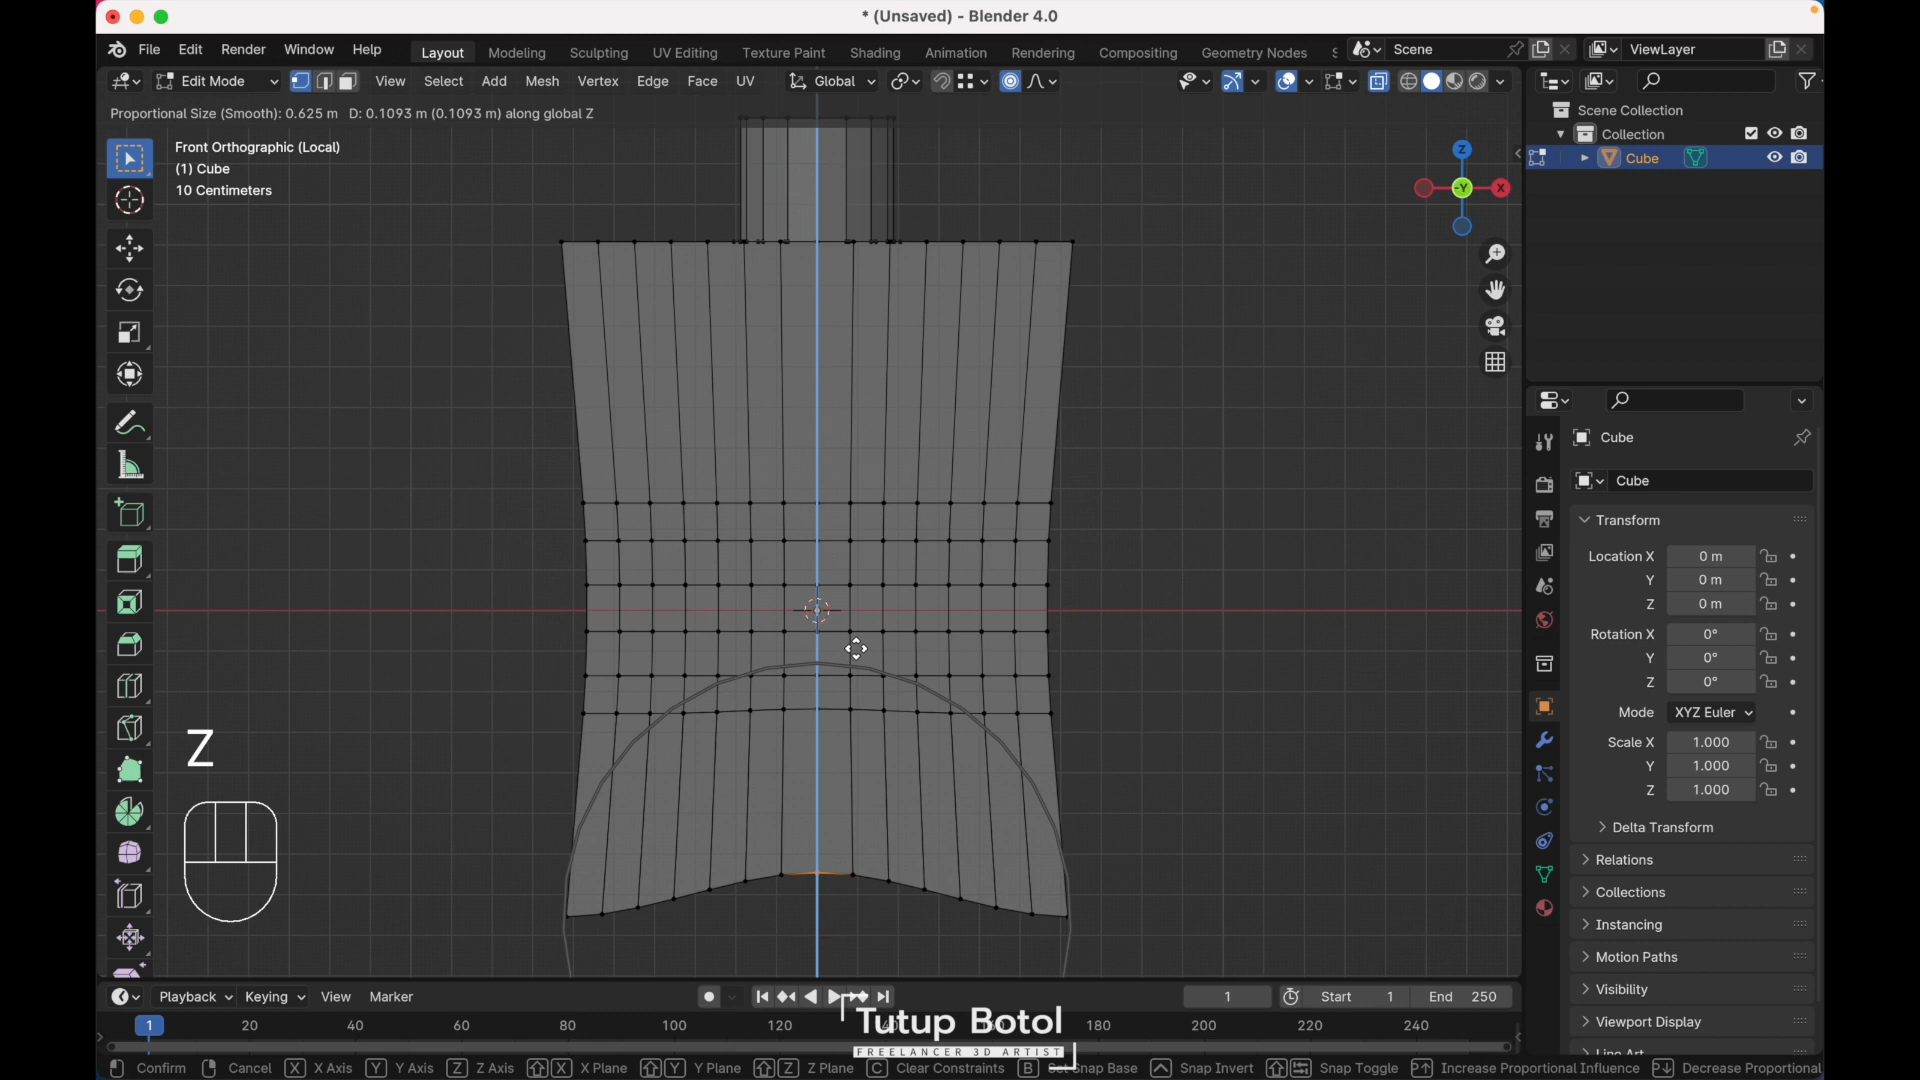 * (Unsaved) - Blender 4.0
File Edit Render Window Help Layout Modeling Sculpting UV Editing Texture Paint Shading Animation Rendering Compositing Geometry Nodes Scene ViewLayer
Edit Mode View Select Add Mesh Vertex Edge Face UV Global
Proportional Size (Smooth): 0.625 m D: 0.1093 m (0.1093 m) along global Z
Front Orthographic (Local)
(1) Cube
10 Centimeters
Z
X
-Y
Scene Collection
Collection
Cube
Cube
Cube
Transform
Location X 0 m
Y 0 m
Z 0 m
Rotation X 0°
Y 0°
Z 0°
Mode XYZ Euler
Scale X 1.000
Y 1.000
Z 1.000
Delta Transform
Relations
Collections
Instancing
Motion Paths
Visibility
Viewport Display
Line Art
Z
Playback Keying View Marker 1 Start 1 End 250
1 20 40 60 80 100 120 180 200 220 240
Tutup Botol
FREELANCER 3D ARTIST
Confirm Cancel X X Axis Y Y Axis Z Z Axis X X Plane Y Y Plane Z Z Plane C Clear Constraints B Set Snap Base Snap Invert Snap Toggle Increase Proportional Influence Decrease Proportional